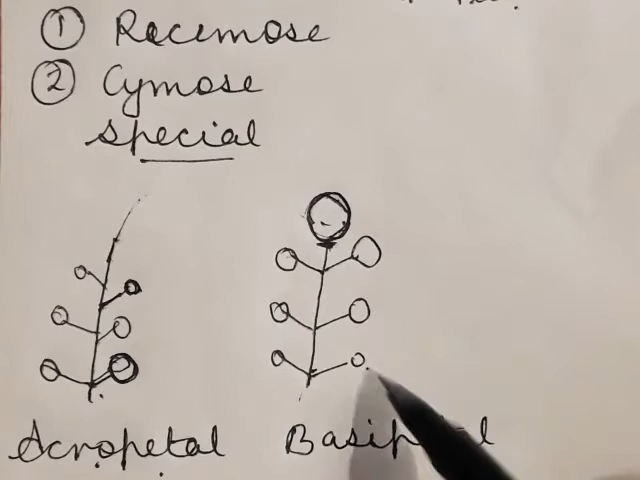 ① Racemose
② Cymose
special
Acropetal